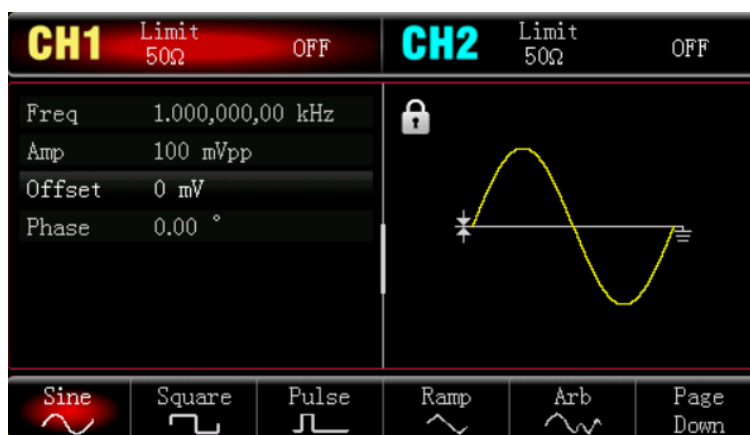 CH1 Limit 50Ω OFF
CH2 Limit 50Ω OFF
Freq 1.000,000,00 kHz
Amp 100 mVpp
Offset 0 mV
Phase 0.00 °
Sine Square Pulse Ramp Arb Page Down